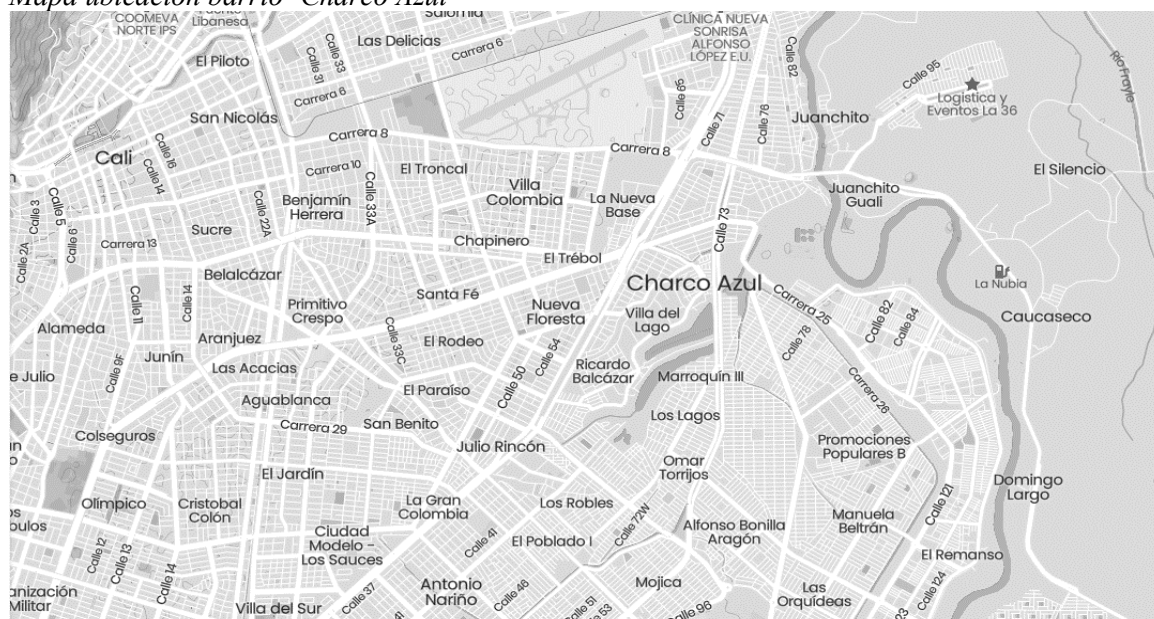 Mapa ubicación barrio "Charco Azul"
COOMEVA
NORTE IPS
Puente
Libanesa
Salomia
CLÍNICA NUEVA
SONRISA
ALFONSO
LÓPEZ E.U.
Las Delicias
Carrera 6
Calle 31
Calle 33
El Piloto
Carrera 6
San Nicolás
Calle 65
Calle 71
Calle 76
Calle 82
Calle 95
Juanchito
Logística y
Eventos La 36
Río Frayle
Cali
Calle 16
Calle 14
Carrera 8
Carrera 10
El Troncal
Carrera 8
El Silencio
Villa
Colombia
La Nueva
Base
Juanchito
Guali
Calle 3
Calle 5
Calle 6
Calle 2A
Calle 22A
Benjamín
Herrera
Calle 33A
Calle 73
Sucre
Carrera 13
Chapinero
El Trébol
Belalcázar
Charco Azul
La Nubia
Calle 11
Calle 14
Primitivo
Crespo
Santa Fé
Nueva
Floresta
Villa del
Lago
Carrera 25
Calle 78
Calle 82
Calle 84
Caucaseco
Alameda
Aranjuez
Calle 33C
El Rodeo
Calle 54
Calle 50
Junín
Calle 9F
Las Acacias
Ricardo
Balcázar
Marroquín III
Carrera 26
e Julio
El Paraíso
Aguablanca
Carrera 29
San Benito
Los Lagos
Colseguros
Julio Rincón
Promociones
Populares B
El Jardín
Omar
Torrijos
Domingo
Largo
Olímpico
Cristobal
Colón
La Gran
Colombia
Los Robles
Calle 72W
Manuela
Beltrán
Calle 121
bulos
Ciudad
Modelo -
Los Sauces
Calle 41
El Poblado I
Alfonso Bonilla
Aragón
El Remanso
Calle 12
Calle 13
Calle 14
anización
Militar
Villa del Sur
Calle 37
41
Antonio
Nariño
Calle 46
Calle 51
53
Mojica
Calle 96
Las
Orquídeas
Calle 124
23